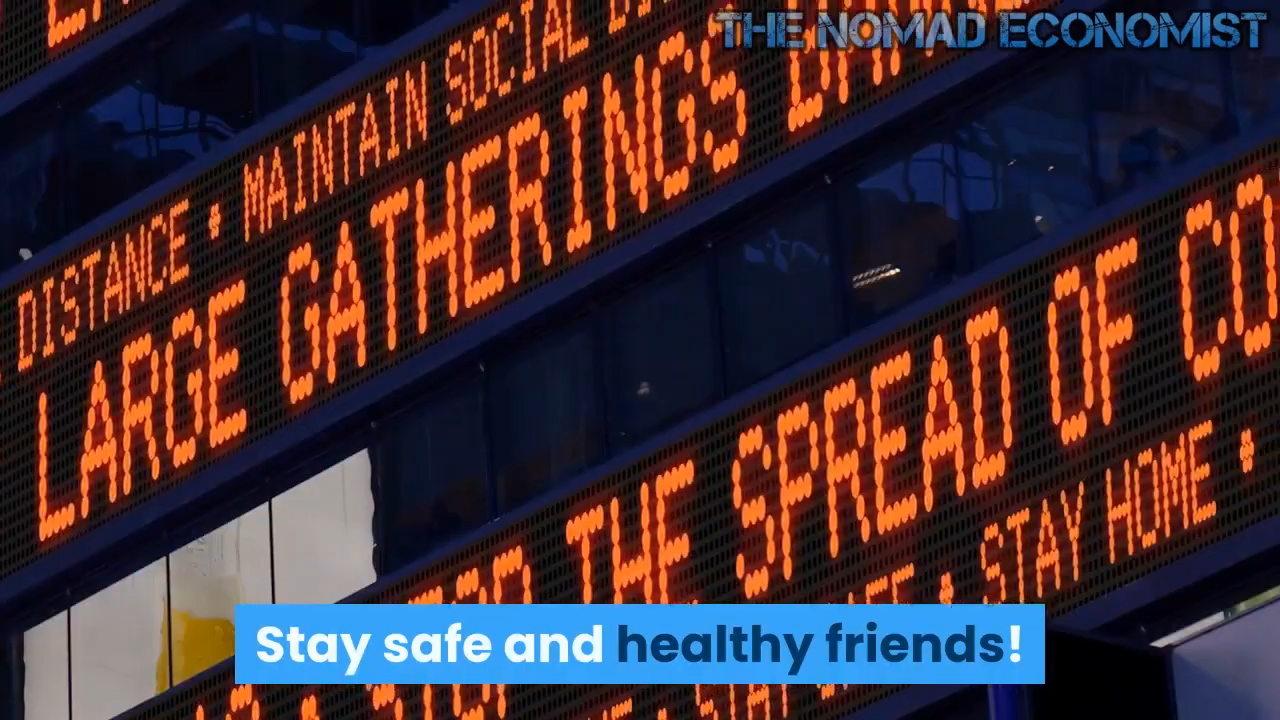 THE NOMAD ECONOMIST
DISTANCE • MAINTAIN SOCIAL
LARGE GATHERINGS
THE SPREAD OF
STAY HOME •
Stay safe and healthy friends!